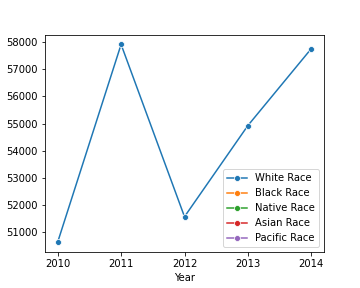 58000
57000
56000
55000
54000
53000
52000
51000
White Race
Black Race
Native Race
Asian Race
Pacific Race
2010 2011 2012 2013 2014
Year